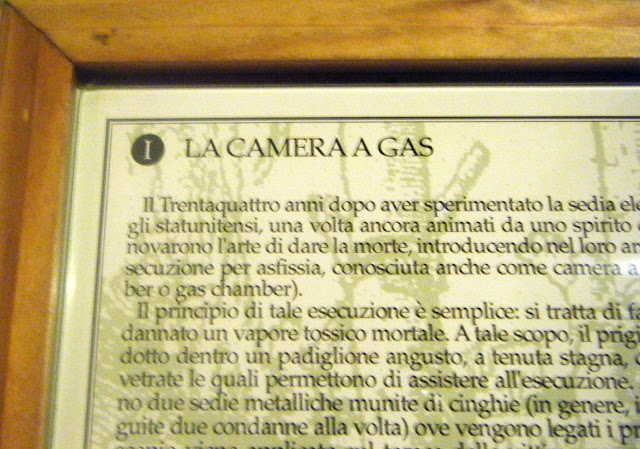 I LA CAMERA A GAS
Il Trentaquattro anni dopo aver sperimentato la sedia ele
gli statunitensi, una volta ancora animati da uno spirito
novarono l'arte di dare la morte, introducendo nel loro ar
secuzione per asfissia, conosciuta anche come camera a
ber o gas chamber).
Il principio di tale esecuzione è semplice: si tratta di fa
dannato un vapore tossico mortale. A tale scopo, il prig
dotto dentro un padiglione angusto, a tenuta stagna, c
vetrate le quali permettono di assistere all'esecuzione.
no due sedie metalliche munite di cinghie (in genere, i
guite due condanne alla volta) ove vengono legati i pr